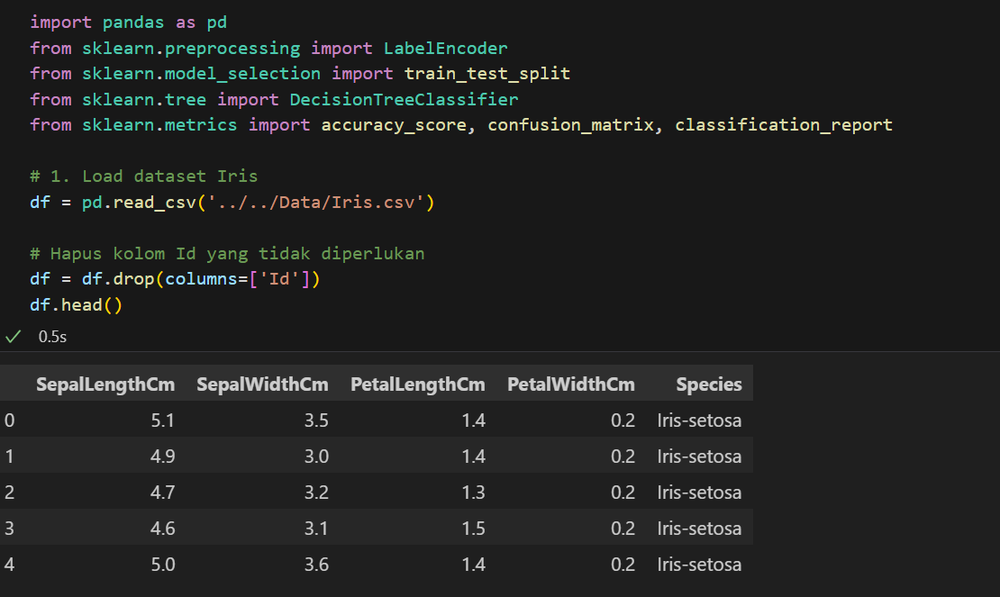 import pandas as pd
from sklearn.preprocessing import LabelEncoder
from sklearn.model_selection import train_test_split
from sklearn.tree import DecisionTreeClassifier
from sklearn.metrics import accuracy_score, confusion_matrix, classification_report
# 1. Load dataset Iris
df = pd.read_csv('../../Data/Iris.csv')
# Hapus kolom Id yang tidak diperlukan
df = df.drop(columns=['Id'])
df.head()
0.5s
SepalLengthCm SepalWidthCm PetalLengthCm PetalWidthCm Species
0 5.1 3.5 1.4 0.2 Iris-setosa
1 4.9 3.0 1.4 0.2 Iris-setosa
2 4.7 3.2 1.3 0.2 Iris-setosa
3 4.6 3.1 1.5 0.2 Iris-setosa
4 5.0 3.6 1.4 0.2 Iris-setosa